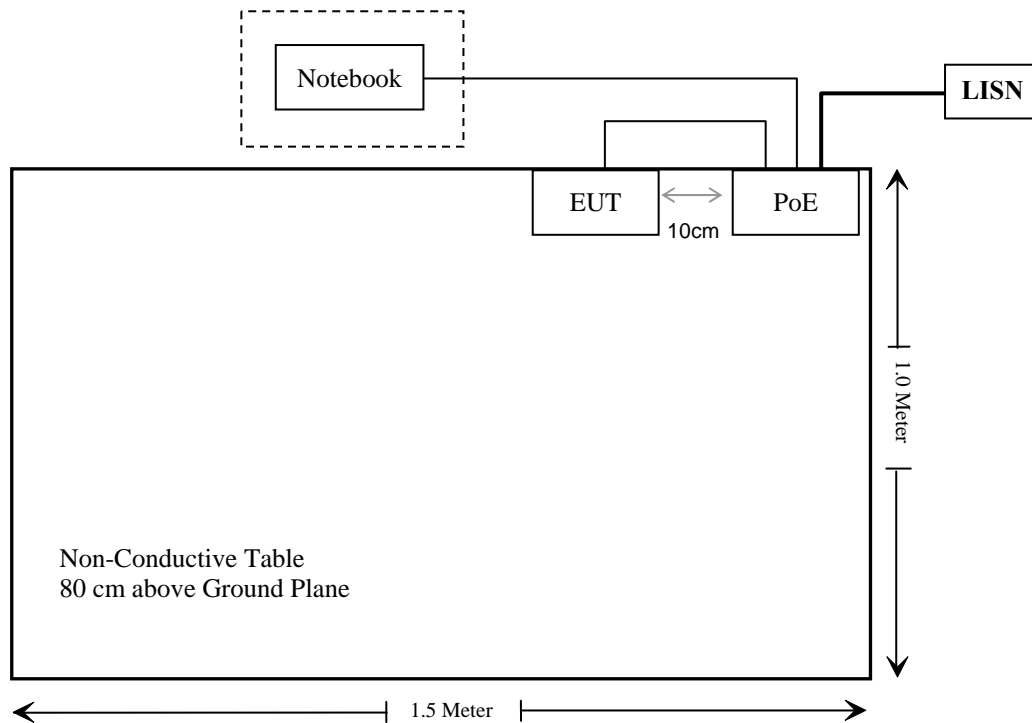 Notebook
LISN
EUT
PoE
10cm
1.0 Meter
Non-Conductive Table
80 cm above Ground Plane
1.5 Meter